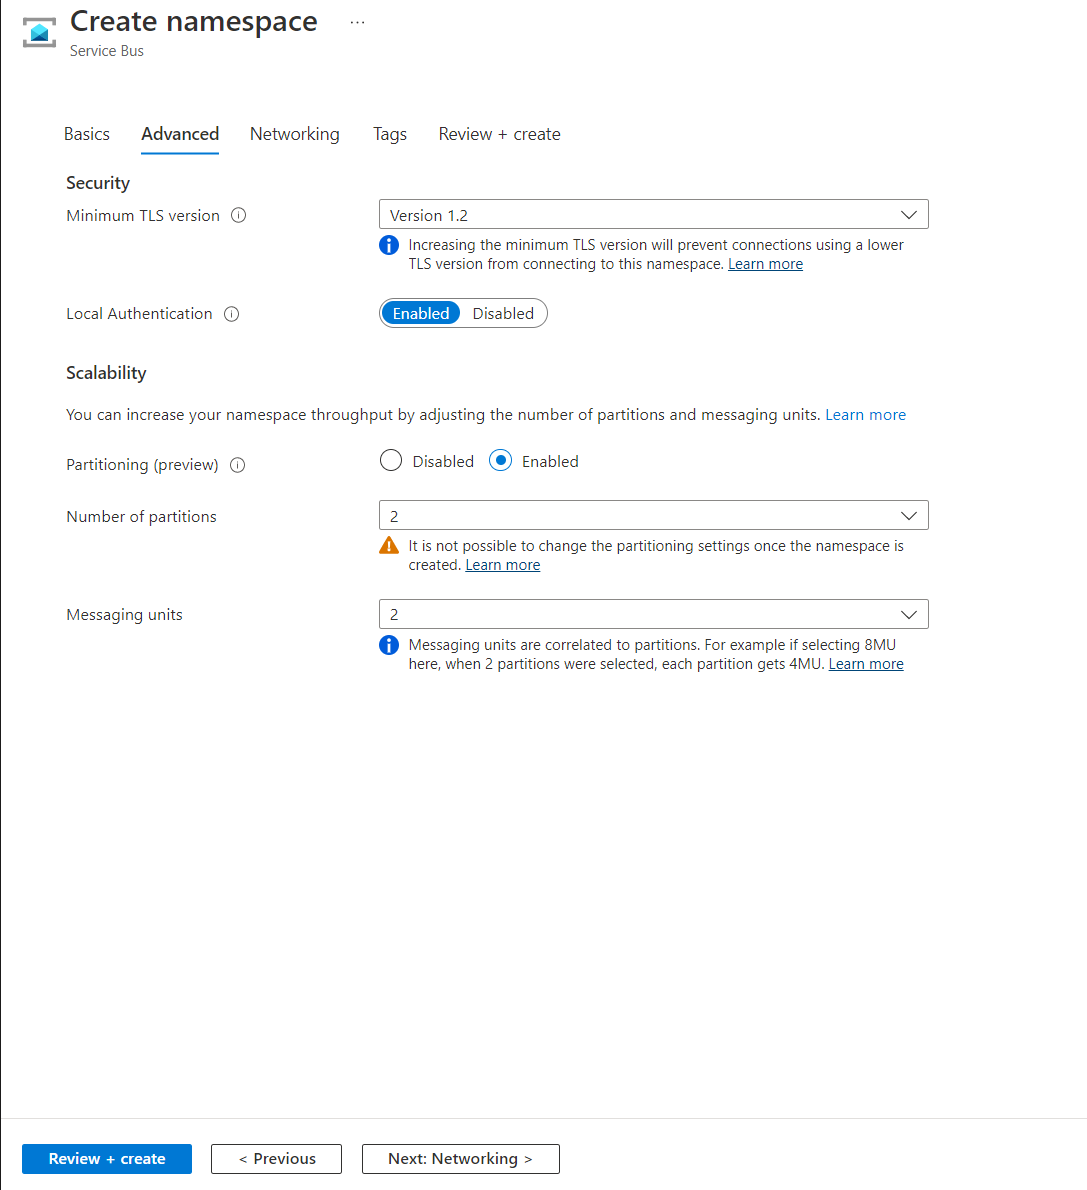 Create namespace ...
Service Bus
Basics Advanced Networking Tags Review + create
Security
Minimum TLS version
Version 1.2
Increasing the minimum TLS version will prevent connections using a lower
TLS version from connecting to this namespace. Learn more
Local Authentication
Enabled Disabled
Scalability
You can increase your namespace throughput by adjusting the number of partitions and messaging units. Learn more
Partitioning (preview)
Disabled Enabled
Number of partitions
2
It is not possible to change the partitioning settings once the namespace is
created. Learn more
Messaging units
2
Messaging units are correlated to partitions. For example if selecting 8MU
here, when 2 partitions were selected, each partition gets 4MU. Learn more
Review + create < Previous Next: Networking >